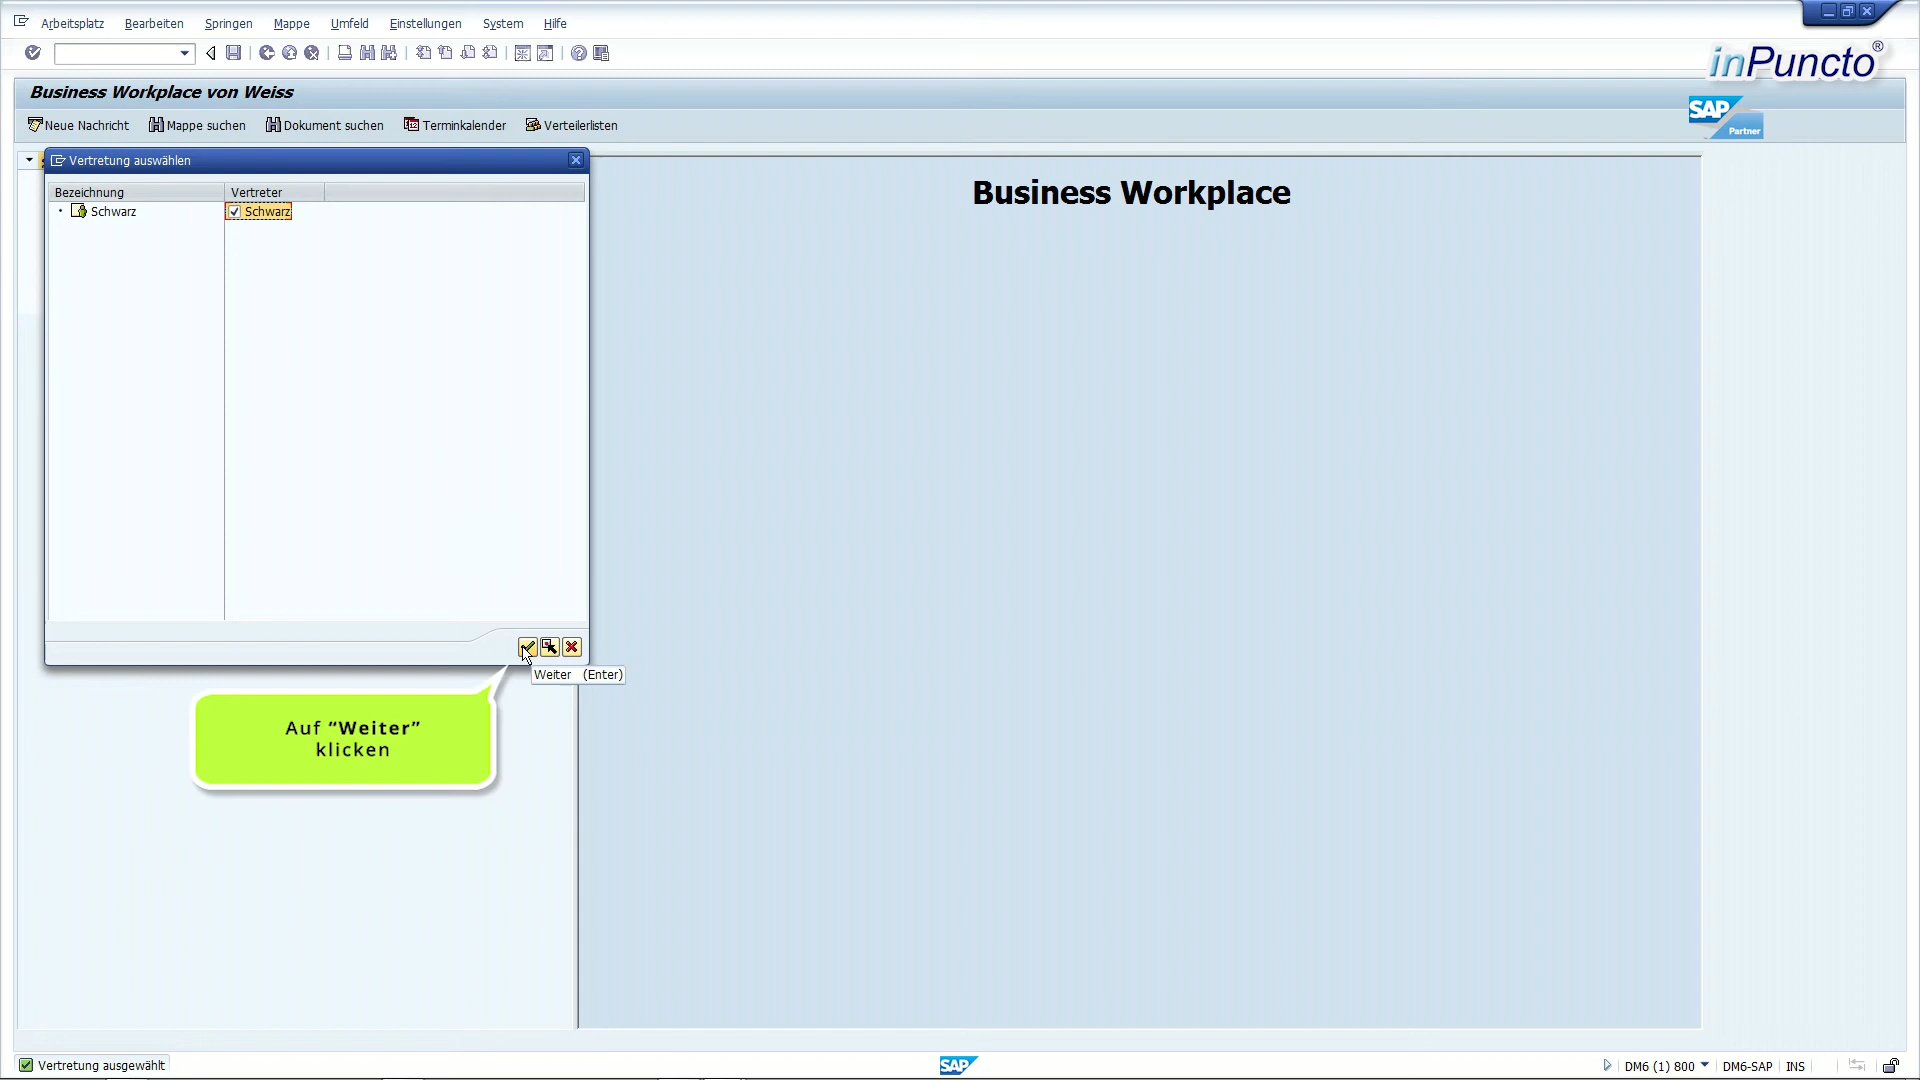 Arbeitsplatz Bearbeiten Springen Mappe Umfeld Einstellungen System Hilfe
inPuncto®
Business Workplace von Weiss
SAP Partner
Neue Nachricht Mappe suchen Dokument suchen 12 Terminkalender Verteilerlisten
Vertretung auswählen
Business Workplace
Bezeichnung Vertreter
Schwarz Schwarz
Weiter (Enter)
Auf “Weiter”
klicken
Vertretung ausgewählt SAP DM6 (1) 800 DM6-SAP INS